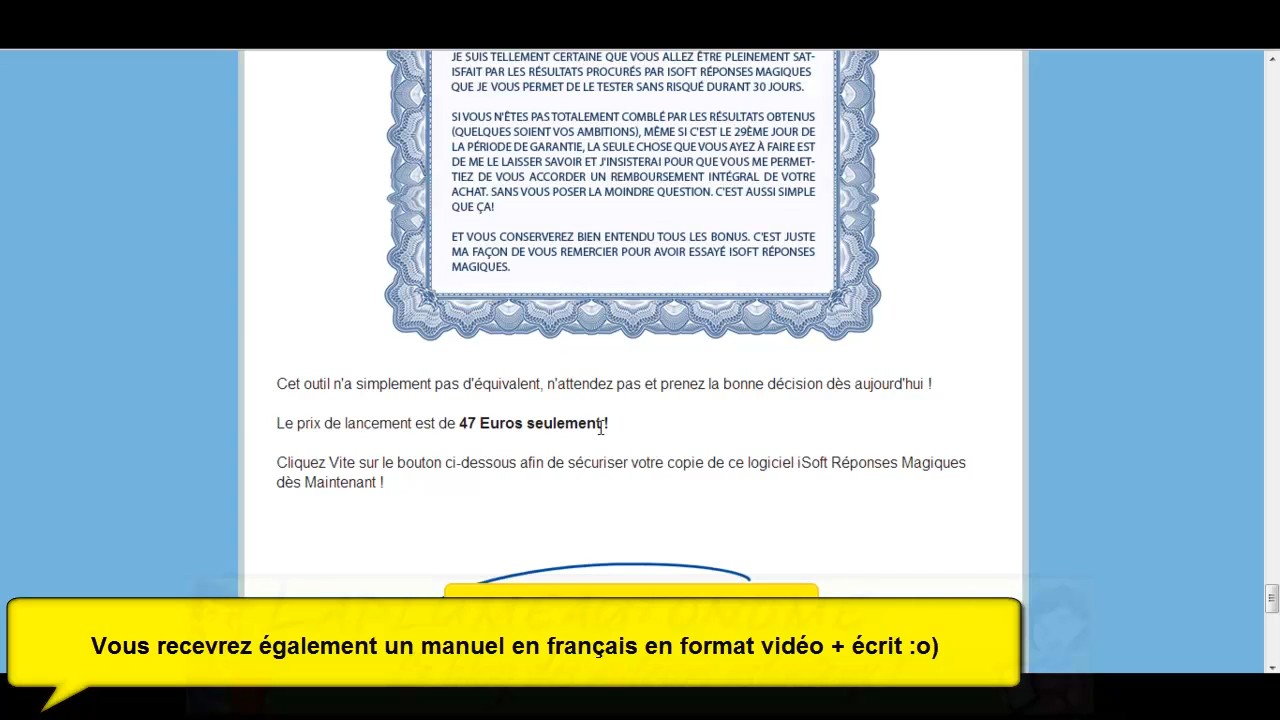 JE SUIS TELLEMENT CERTAINE QUE VOUS ALLEZ ÊTRE PLEINEMENT SAT-
ISFAIT PAR LES RÉSULTATS PROCURÉS PAR ISOFT RÉPONSES MAGIQUES
QUE JE VOUS PERMET DE LE TESTER SANS RISQUÉ DURANT 30 JOURS.
SI VOUS N'ÊTES PAS TOTALEMENT COMBLÉ PAR LES RÉSULTATS OBTENUS
(QUELQUES SOIENT VOS AMBITIONS), MÊME SI C'EST LE 29ÈME JOUR DE
LA PÉRIODE DE GARANTIE, LA SEULE CHOSE QUE VOUS AYEZ À FAIRE EST
DE ME LE LAISSER SAVOIR ET J'INSISTERAI POUR QUE VOUS ME PERMET-
TIEZ DE VOUS ACCORDER UN REMBOURSEMENT INTÉGRAL DE VOTRE
ACHAT. SANS VOUS POSER LA MOINDRE QUESTION. C'EST AUSSI SIMPLE
QUE ÇA!
ET VOUS CONSERVEREZ BIEN ENTENDU TOUS LES BONUS. C'EST JUSTE
MA FAÇON DE VOUS REMERCIER POUR AVOIR ESSAYÉ ISOFT RÉPONSES
MAGIQUES.
Cet outil n'a simplement pas d'équivalent, n'attendez pas et prenez la bonne décision dès aujourd'hui !
Le prix de lancement est de 47 Euros seulement !
Cliquez Vite sur le bouton ci-dessous afin de sécuriser votre copie de ce logiciel iSoft Réponses Magiques
dès Maintenant !
Vous recevrez également un manuel en français en format vidéo + écrit :o)